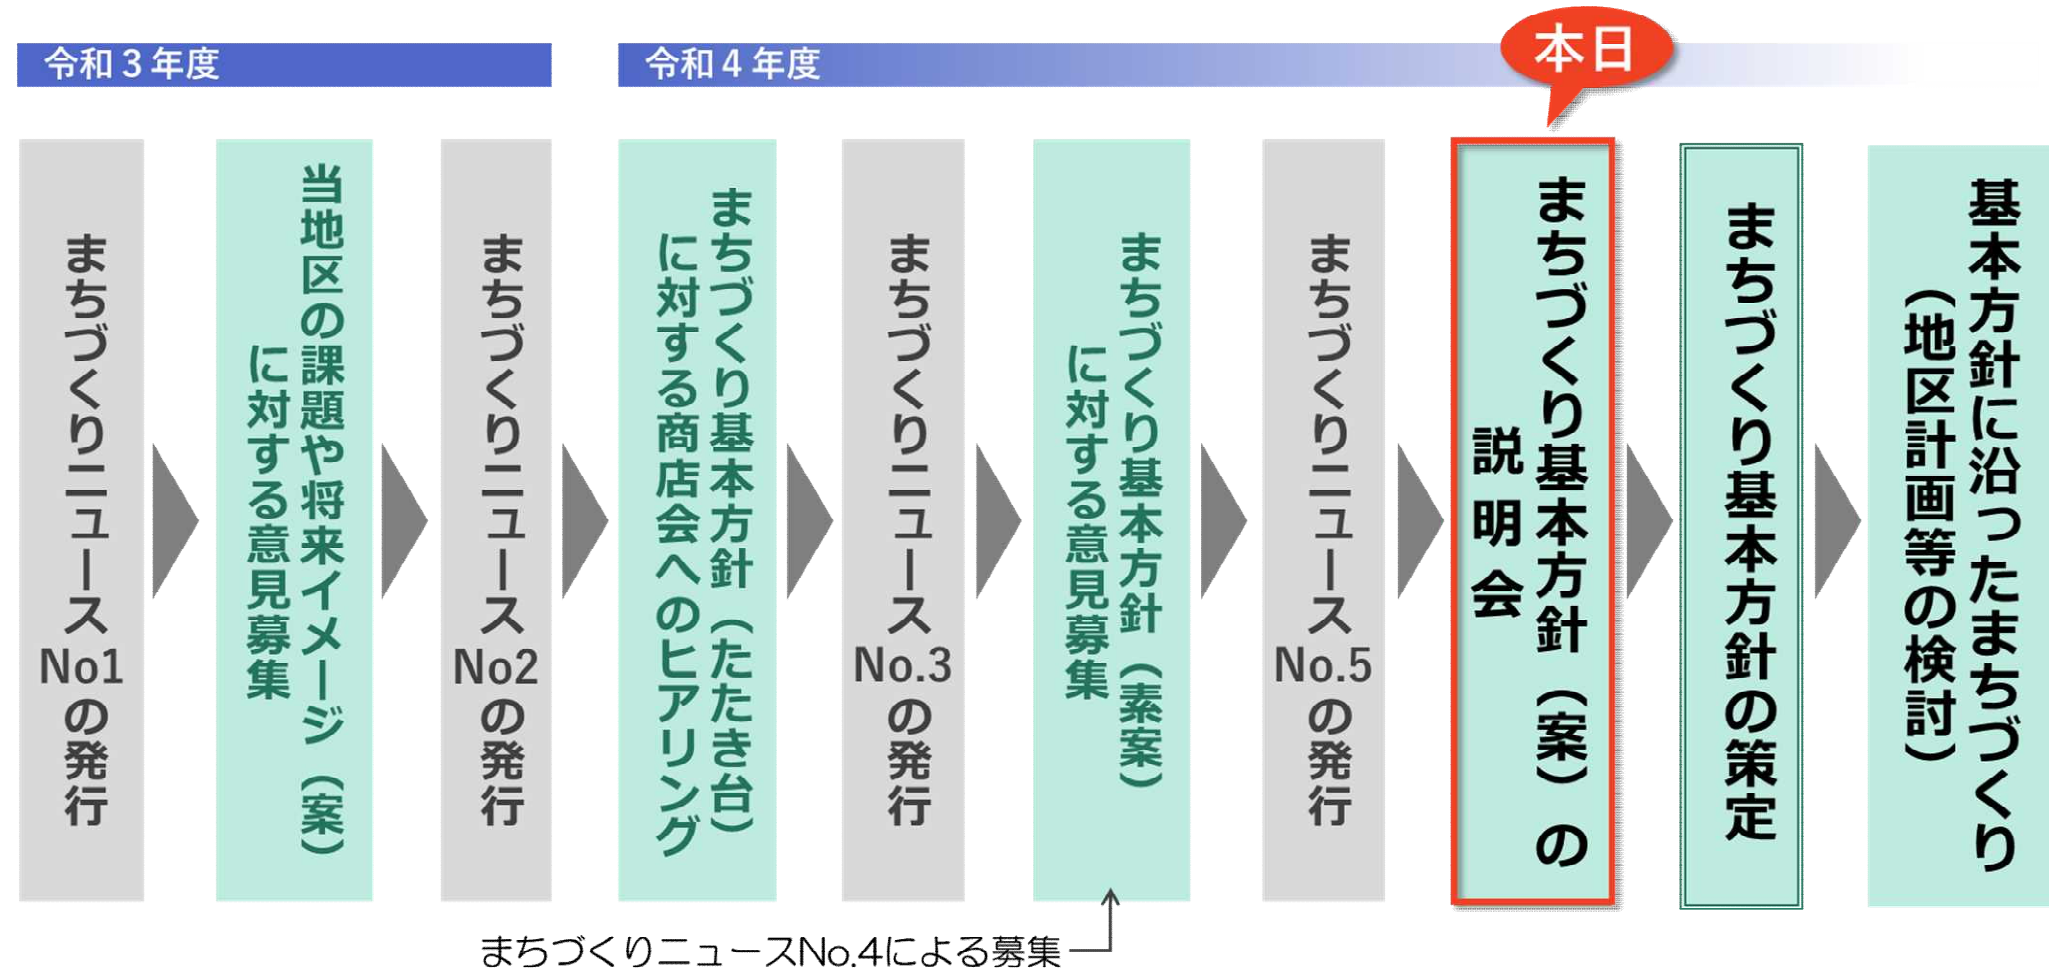 令和３年度
令和４年度
本日
まちづくりニュースNo1の発行
当地区の課題や将来イメージ（案）
に対する意見募集
まちづくりニュースNo2の発行
まちづくり基本方針（たたき台）
に対する商店会へのヒアリング
まちづくりニュースNo.3の発行
まちづくり基本方針（素案）
に対する意見募集
まちづくりニュースNo.5の発行
まちづくり基本方針（案）の
説明会
まちづくり基本方針の策定
基本方針に沿ったまちづくり
（地区計画等の検討）
まちづくりニュースNo.4による募集